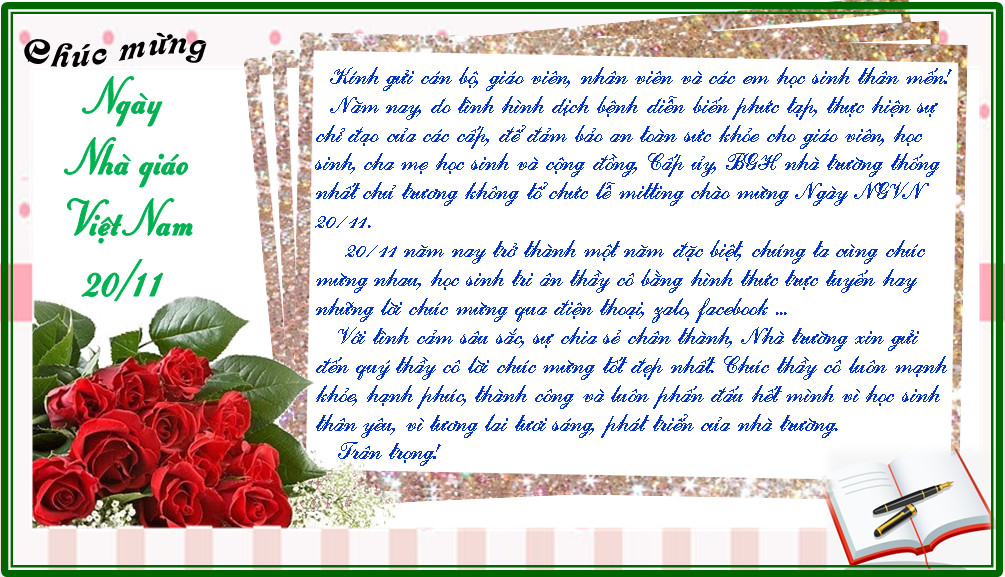 Chúc mừng
Ngày
Nhà giáo
Việt Nam
20/11
Kính gửi cán bộ, giáo viên, nhân viên và các em học sinh thân mến!
Năm nay, do tình hình dịch bệnh diễn biến phức tạp, thực hiện sự
chỉ đạo của các cấp, để đảm bảo an toàn sức khỏe cho giáo viên, học
sinh, cha mẹ học sinh và cộng đồng, Cấp ủy, BGH nhà trường thống
nhất chủ trương không tổ chức lễ mitting chào mừng Ngày NGVN
20/11.
20/11 năm nay trở thành một năm đặc biệt, chúng ta cùng chúc
mừng nhau, học sinh tri ân thầy cô bằng hình thức trực tuyến hay
những lời chúc mừng qua điện thoại, zalo, facebook ...
Với tình cảm sâu sắc, sự chia sẻ chân thành, Nhà trường xin gửi
đến quý thầy cô lời chúc mừng tốt đẹp nhất. Chúc thầy cô luôn mạnh
khỏe, hạnh phúc, thành công và luôn phấn đấu hết mình vì học sinh
thân yêu, vì tương lai tươi sáng, phát triển của nhà trường.
Trân trọng!